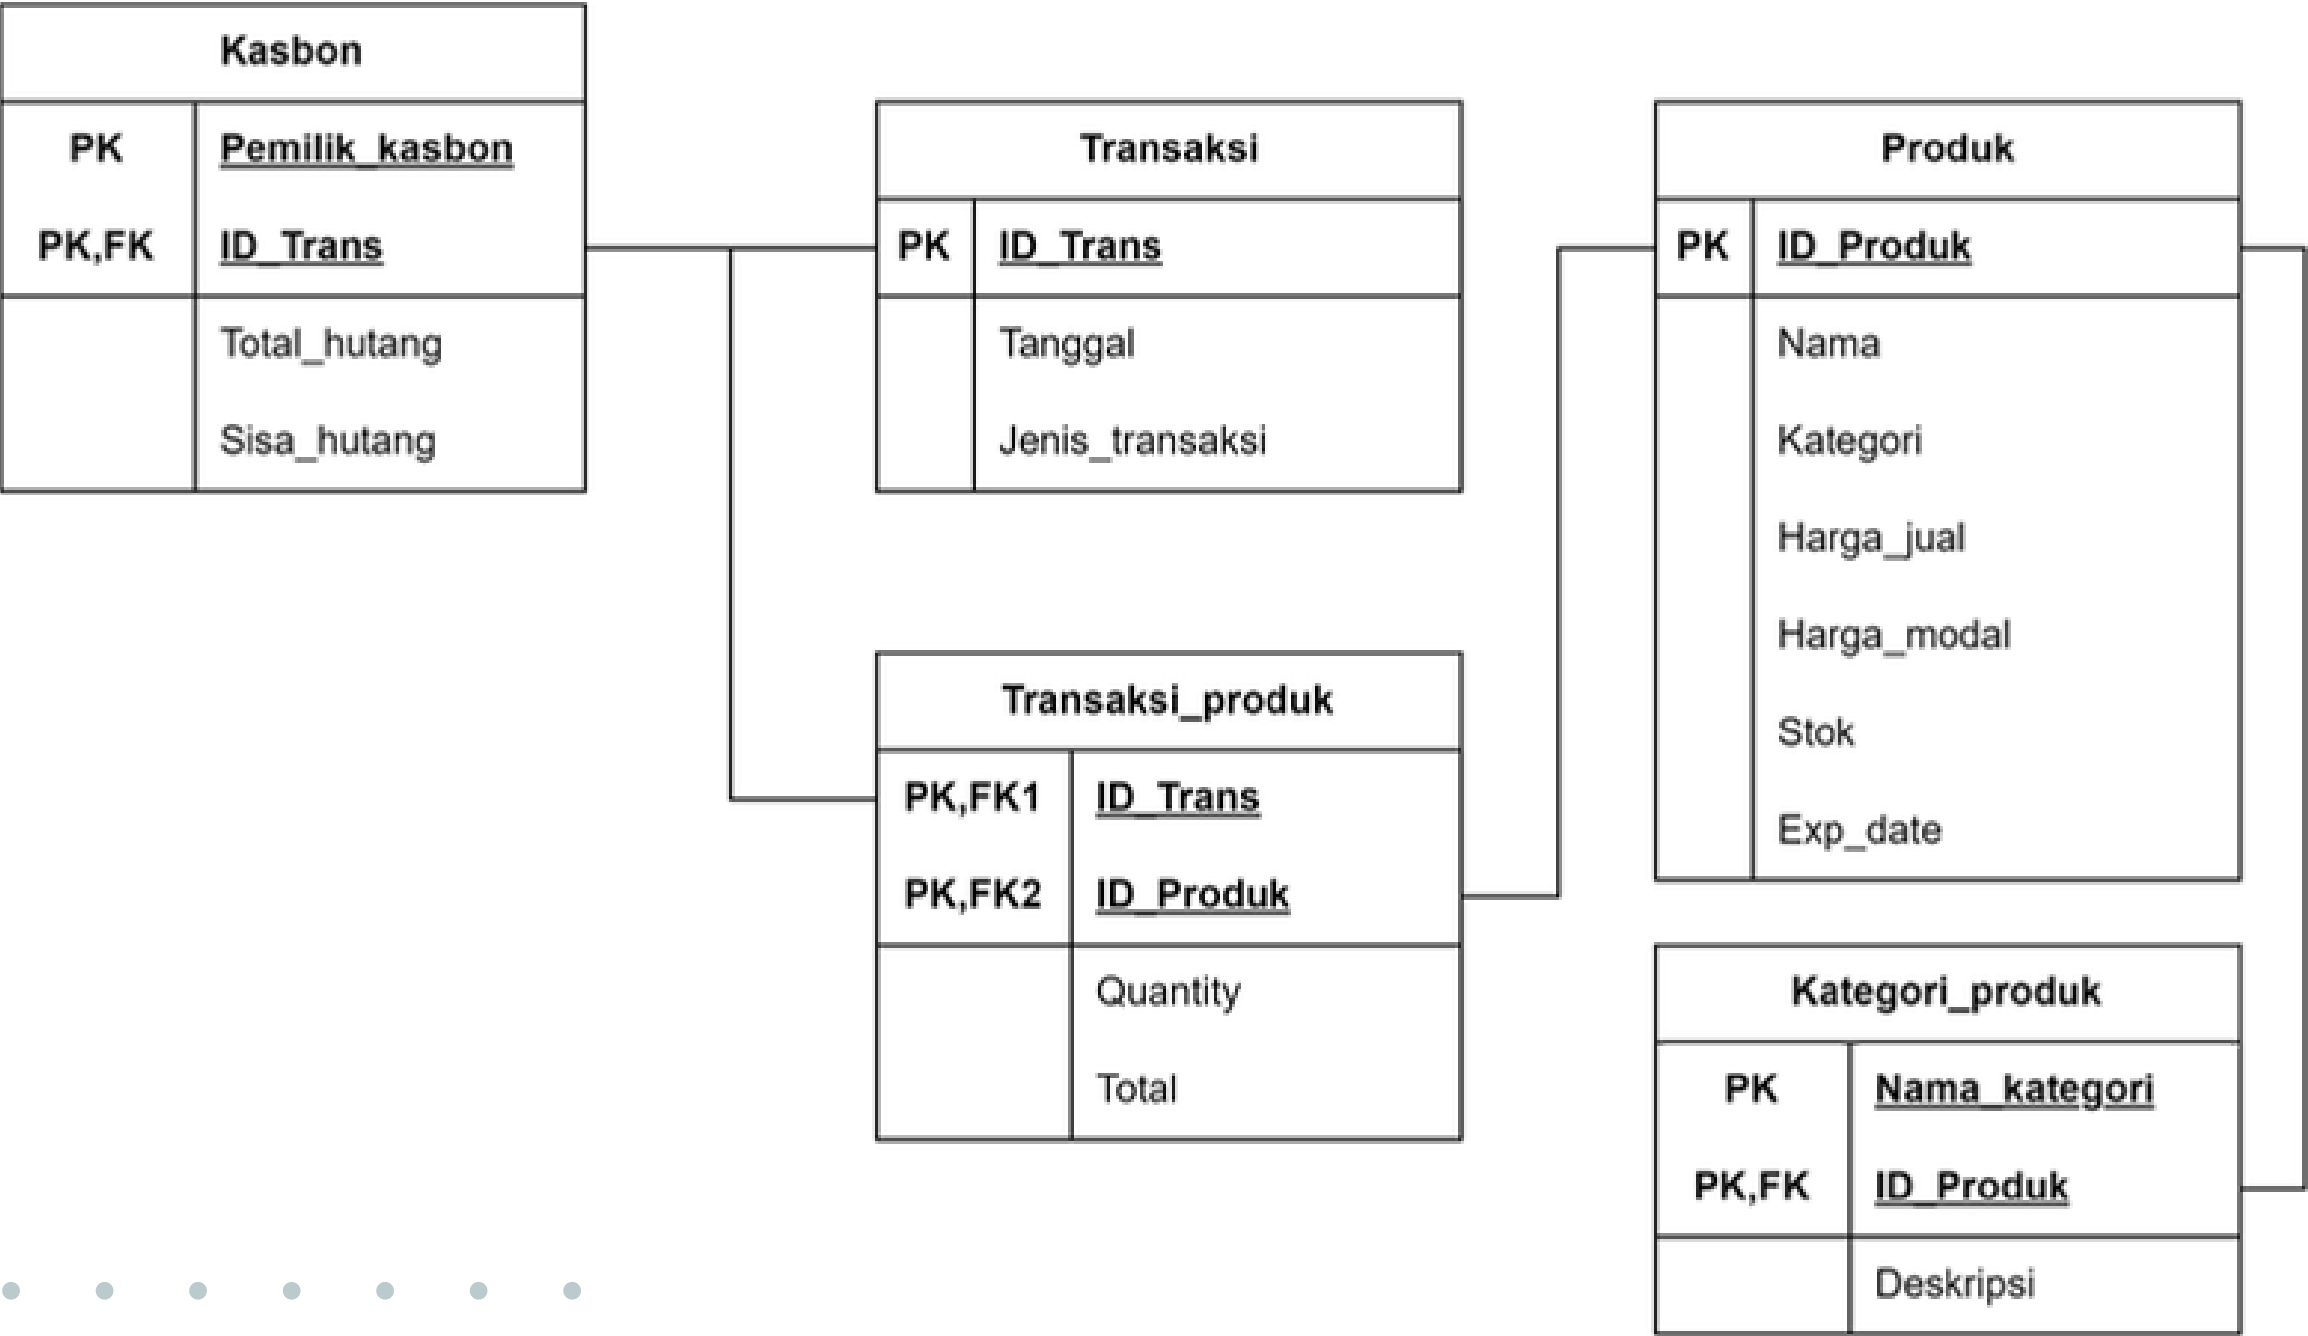 Kasbon
PK Pemilik_kasbon
PK,FK ID_Trans
Total_hutang
Sisa_hutang
Transaksi
PK ID_Trans
Tanggal
Jenis_transaksi
Produk
PK ID_Produk
Nama
Kategori
Harga_jual
Harga_modal
Stok
Exp_date
Transaksi_produk
PK,FK1 ID_Trans
PK,FK2 ID_Produk
Quantity
Total
Kategori_produk
PK Nama_kategori
PK,FK ID_Produk
Deskripsi